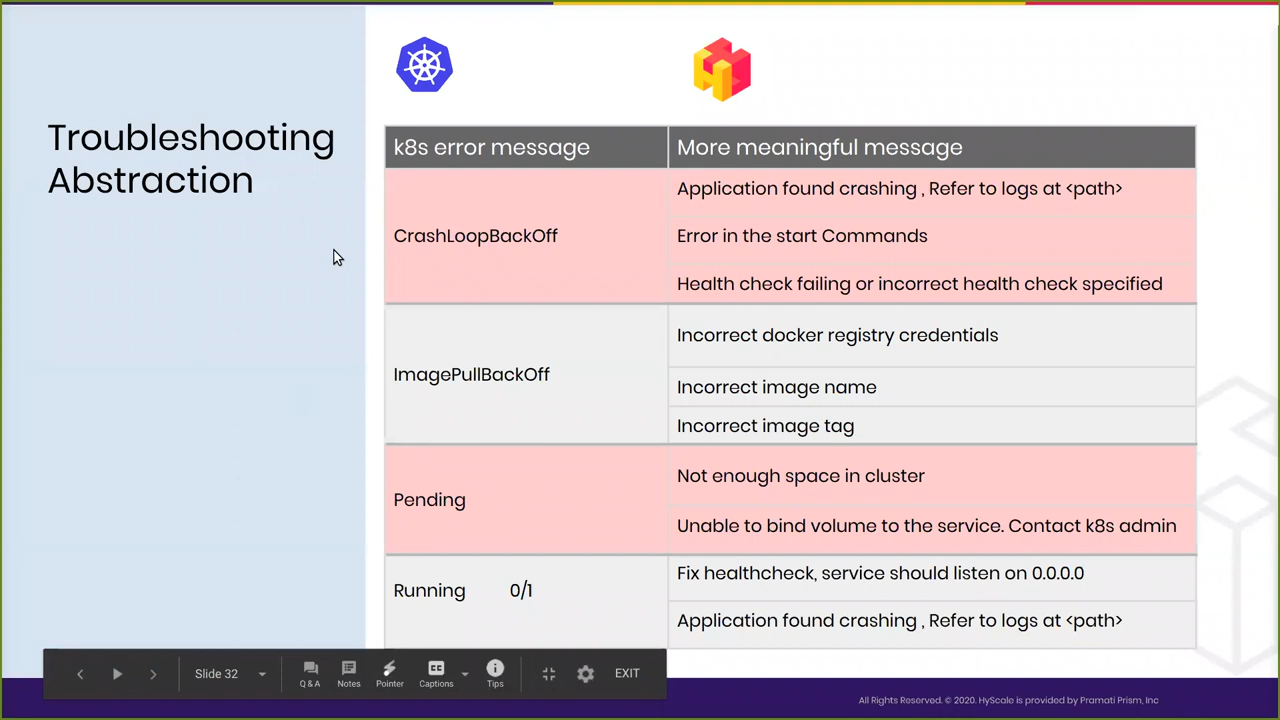 Troubleshooting
Abstraction
k8s error message
More meaningful message
CrashLoopBackOff
Application found crashing , Refer to logs at <path>
Error in the start Commands
Health check failing or incorrect health check specified
ImagePullBackOff
Incorrect docker registry credentials
Incorrect image name
Incorrect image tag
Pending
Not enough space in cluster
Unable to bind volume to the service. Contact k8s admin
Running 0/1
Fix healthcheck, service should listen on 0.0.0.0
Application found crashing , Refer to logs at <path>
Slide 32
Q & A
Notes
Pointer
Captions
Tips
EXIT
All Rights Reserved. © 2020. HyScale is provided by Pramati Prism, Inc